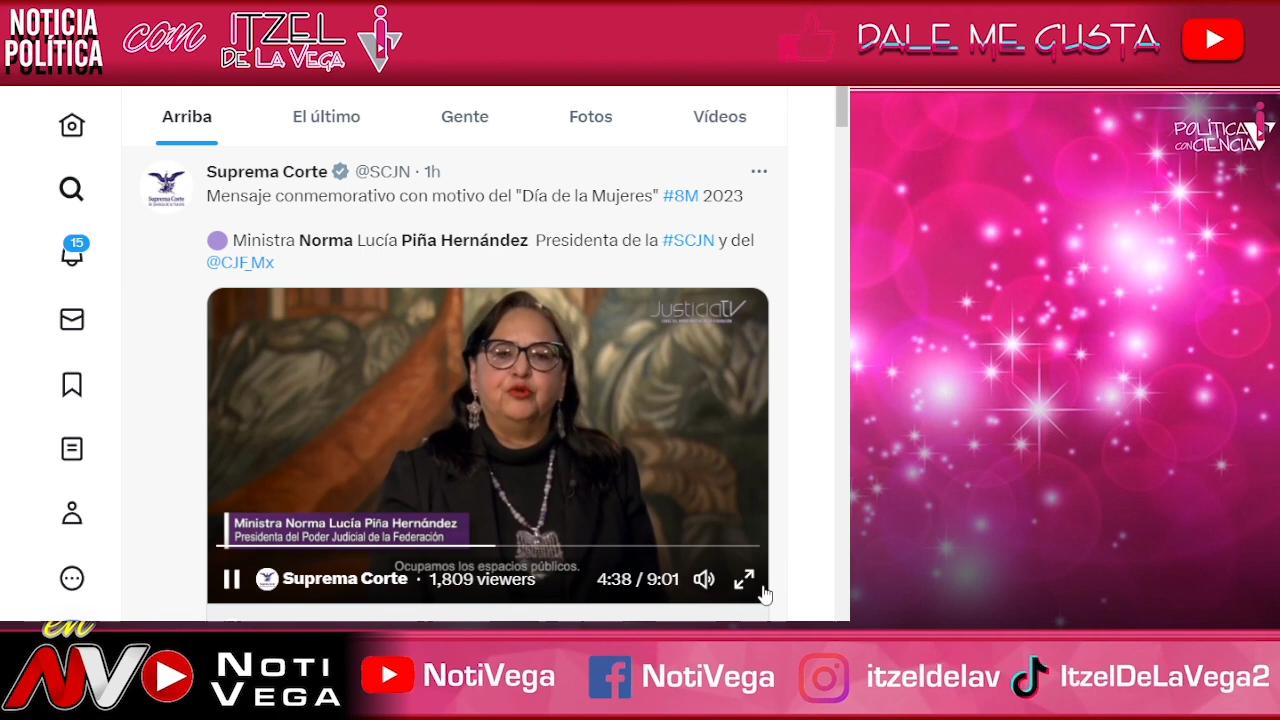 NOTICIA
POLÍTICA
con
ITZEL
DE LA VEGA
DALE ME GUSTA
Arriba
El último
Gente
Fotos
Vídeos
POLÍTICA
CON CIENCIA
Suprema Corte @SCJN · 1h
Mensaje conmemorativo con motivo del "Día de la Mujeres" #8M 2023
15
Ministra Norma Lucía Piña Hernández Presidenta de la #SCJN y del
@CJF_Mx
JusticiaTV
Ministra Norma Lucía Piña Hernández
Presidenta del Poder Judicial de la Federación
Ocupamos los espacios públicos.
Suprema Corte · 1,809 viewers
4:38 / 9:01
en
NV
NOTI
VEGA
NotiVega
NotiVega
itzeldelav
ItzelDeLaVega2